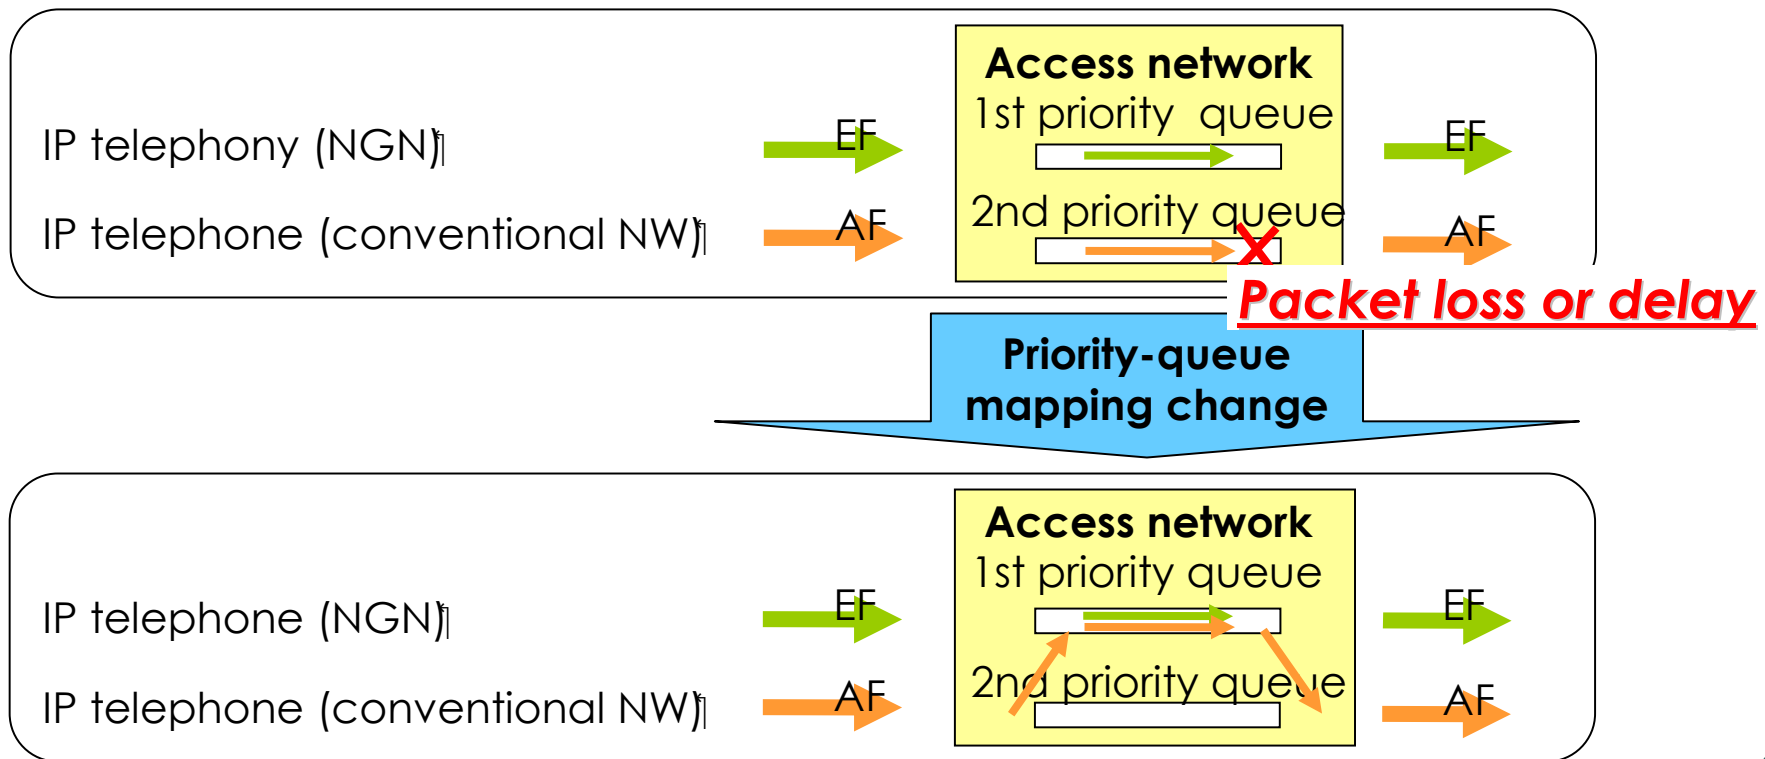 Access network
1st priority queue
IP telephony (NGN)
EF
EF
2nd priority queue
IP telephone (conventional NW)
AF
AF
X
Packet loss or delay
Priority-queue
mapping change
Access network
1st priority queue
IP telephone (NGN)
EF
EF
2nd priority queue
IP telephone (conventional NW)
AF
AF